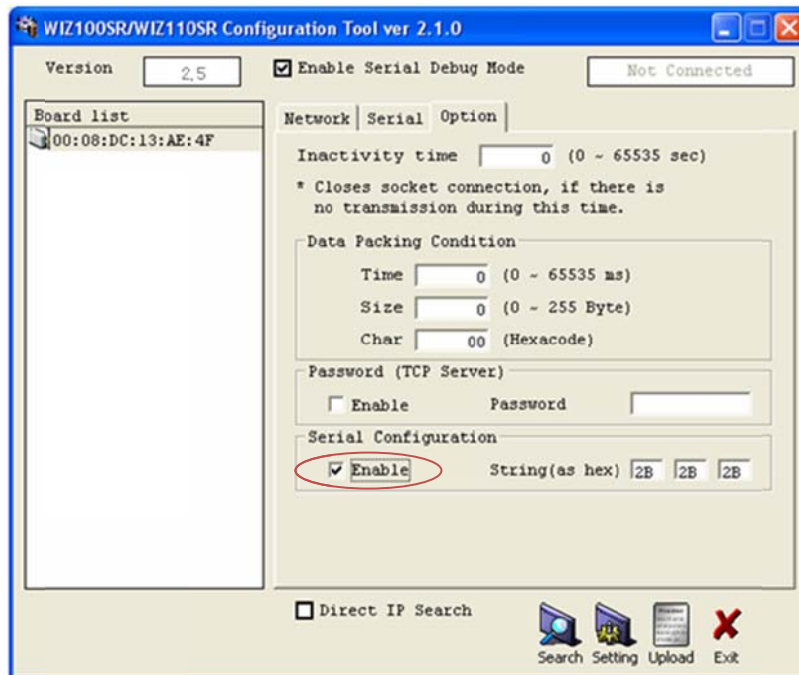 WIZ100SR/WIZ110SR Configuration Tool ver 2.1.0
Version 2,5 Enable Serial Debug Mode Not Connected
Board list
00:08:DC:13:AE:4F
Network Serial Option
Inactivity time 0 (0 ~ 65535 sec)
* Closes socket connection, if there is
no transmission during this time.
Data Packing Condition
Time 0 (0 ~ 65535 ms)
Size 0 (0 ~ 255 Byte)
Char 00 (Hexacode)
Password (TCP Server)
Enable Password
Serial Configuration
Enable String(as hex) 2B 2B 2B
Direct IP Search
Search Setting Upload Exit